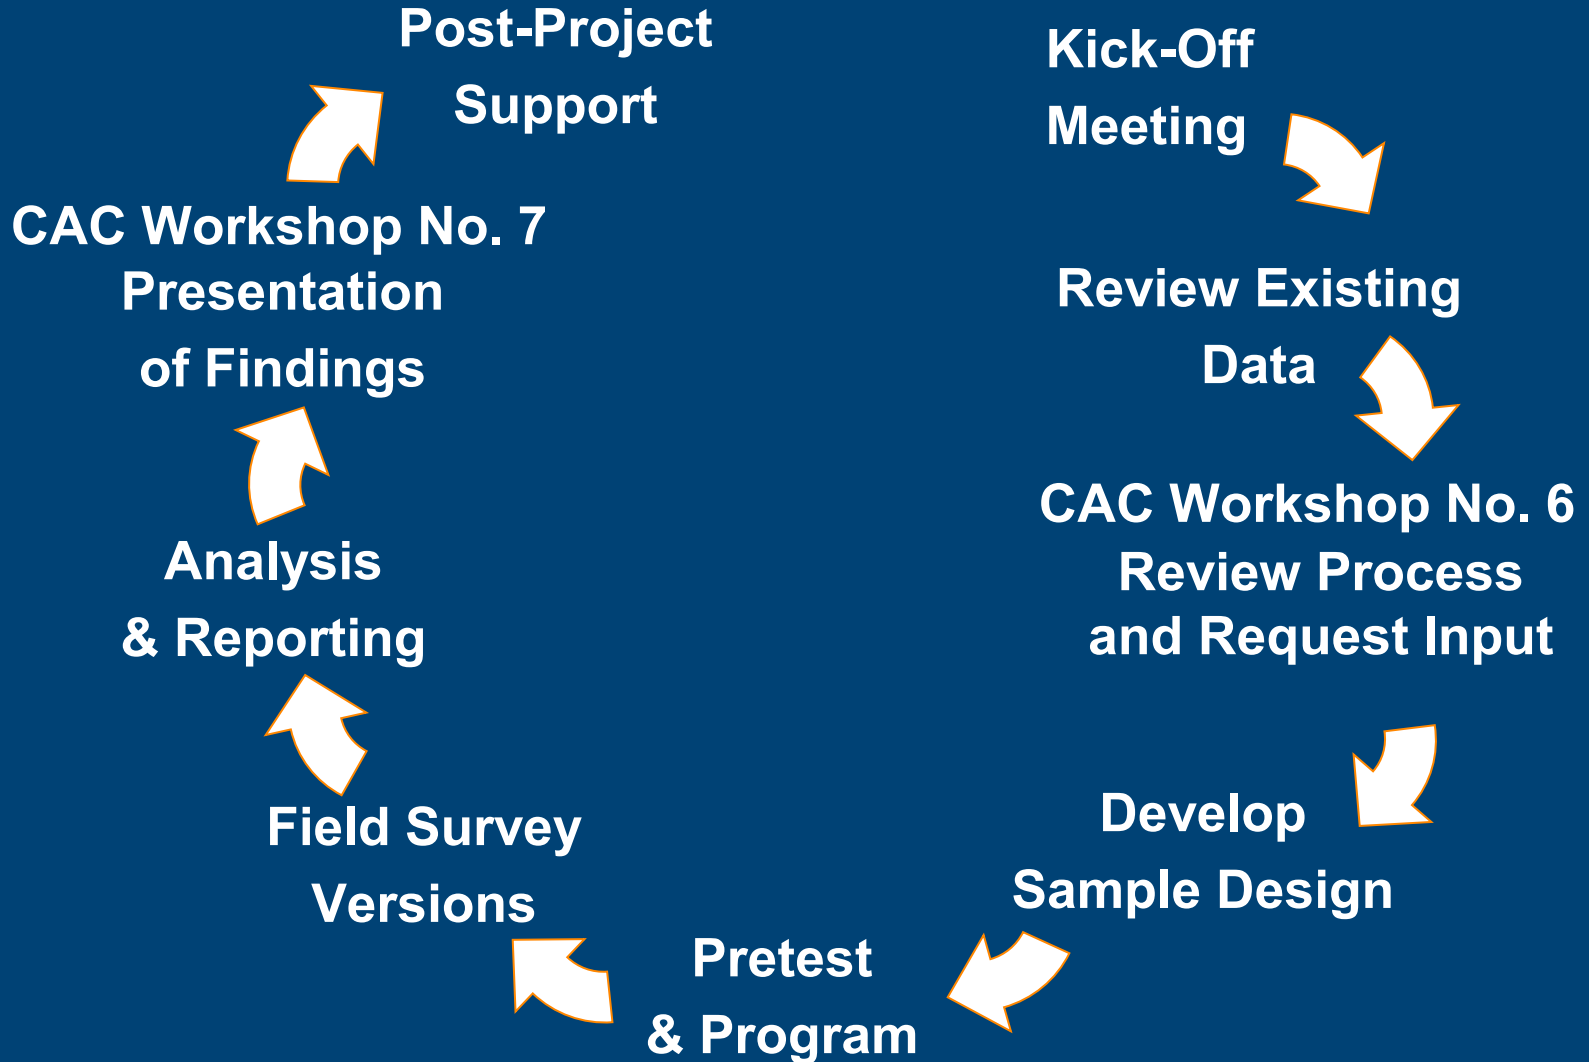 Kick-Off
Meeting
Review Existing
Data
CAC Workshop No. 6
Review Process
and Request Input
Develop
Sample Design
Pretest
& Program
Field Survey
Versions
Analysis
& Reporting
CAC Workshop No. 7
Presentation
of Findings
Post-Project
Support